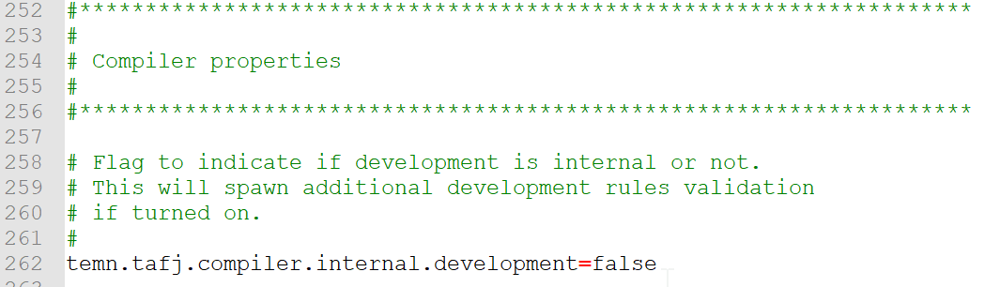 252 #********************************************************************
253 #
254 # Compiler properties
255 #
256 #********************************************************************
257
258 # Flag to indicate if development is internal or not.
259 # This will spawn additional development rules validation
260 # if turned on.
261 #
262 temn.tafj.compiler.internal.development=false